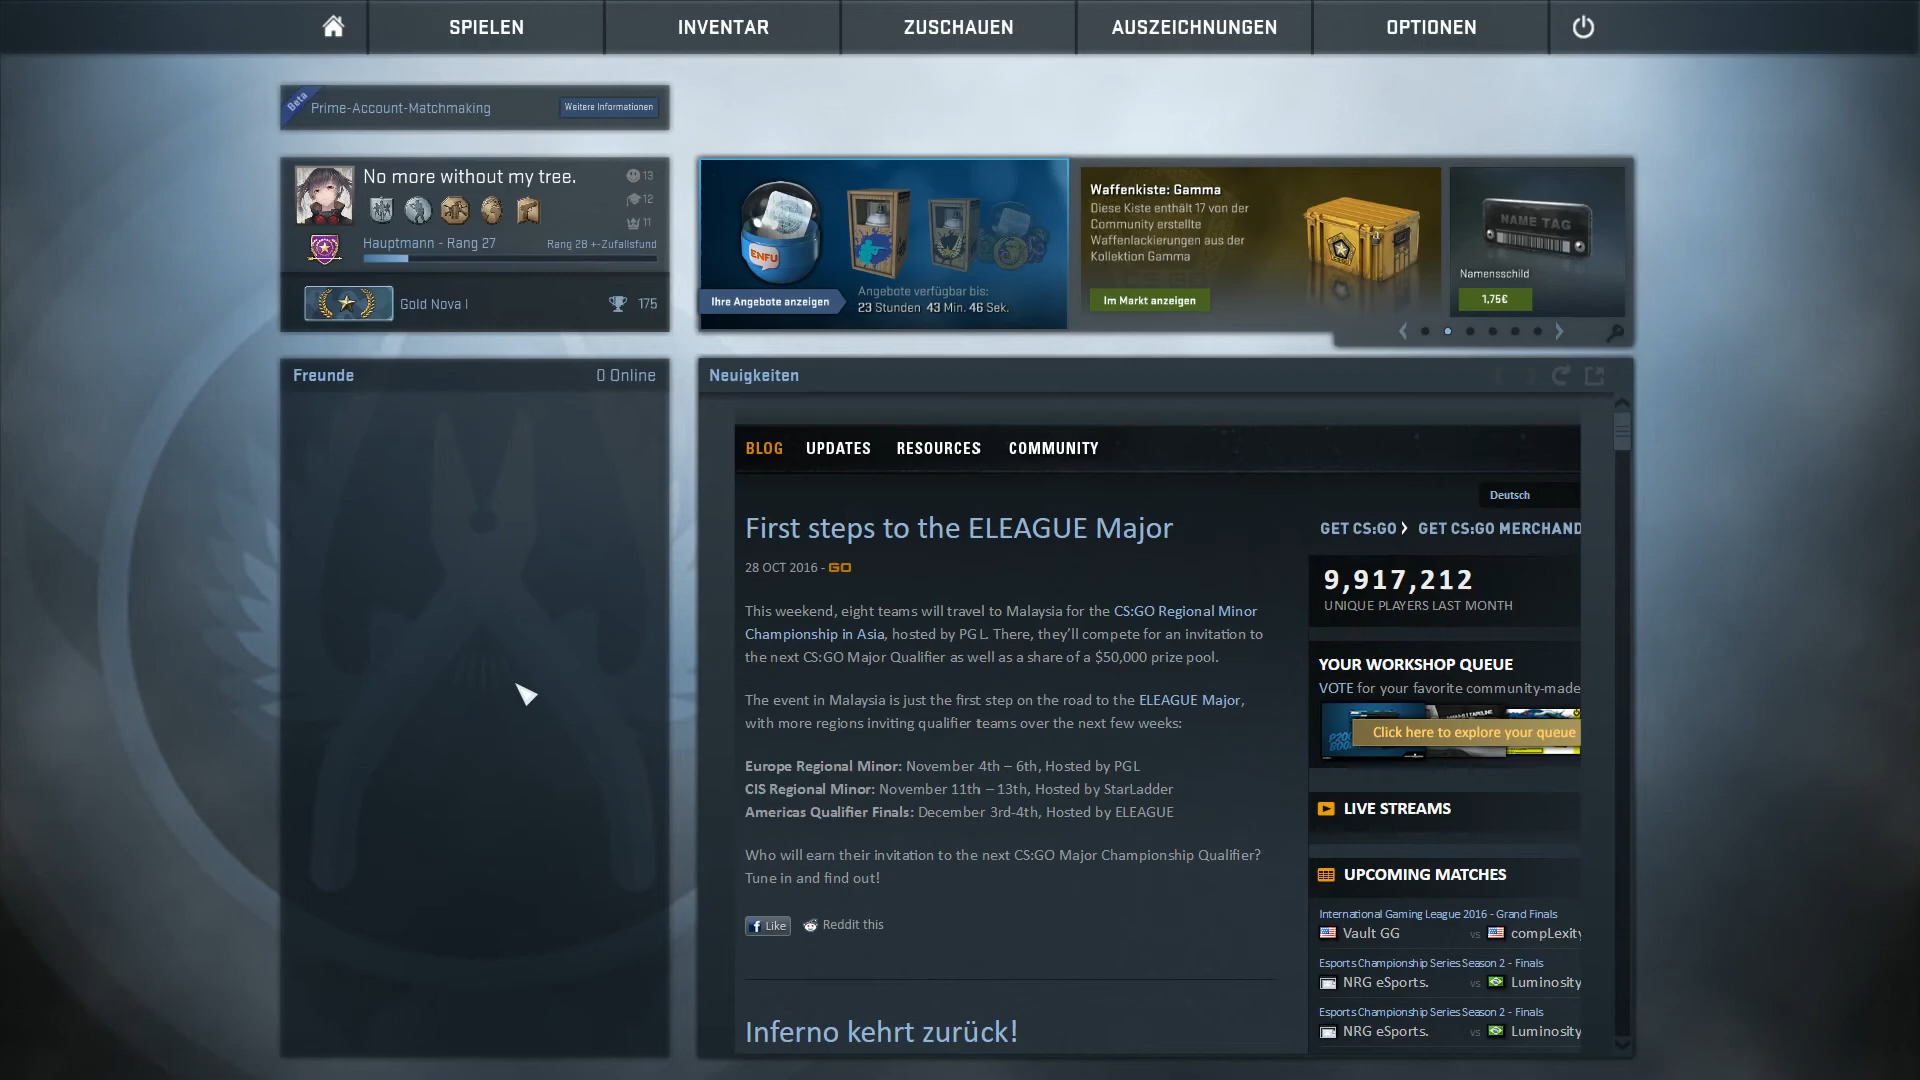 SPIELEN INVENTAR ZUSCHAUEN AUSZEICHNUNGEN OPTIONEN
Beta
Prime-Account-Matchmaking Weitere Informationen
No more without my tree.
13
12
11
Hauptmann - Rang 27 Rang 28 +-Zufallsfund
Gold Nova I 175
ENFU
Ihre Angebote anzeigen
Angebote verfügbar bis:
23 Stunden 43 Min. 46 Sek.
Waffenkiste: Gamma
Diese Kiste enthält 17 von der
Community erstellte
Waffenlackierungen aus der
Kollektion Gamma
Im Markt anzeigen
NAME TAG
Namensschild
1,75€
Freunde 0 Online
Neuigkeiten
BLOG UPDATES RESOURCES COMMUNITY
Deutsch
First steps to the ELEAGUE Major
28 OCT 2016 - GO
This weekend, eight teams will travel to Malaysia for the CS:GO Regional Minor
Championship in Asia, hosted by PGL. There, they'll compete for an invitation to
the next CS:GO Major Qualifier as well as a share of a $50,000 prize pool.
The event in Malaysia is just the first step on the road to the ELEAGUE Major,
with more regions inviting qualifier teams over the next few weeks:
Europe Regional Minor: November 4th – 6th, Hosted by PGL
CIS Regional Minor: November 11th – 13th, Hosted by StarLadder
Americas Qualifier Finals: December 3rd-4th, Hosted by ELEAGUE
Who will earn their invitation to the next CS:GO Major Championship Qualifier?
Tune in and find out!
Like Reddit this
Inferno kehrt zurück!
GET CS:GO GET CS:GO MERCHAND
9,917,212
UNIQUE PLAYERS LAST MONTH
YOUR WORKSHOP QUEUE
VOTE for your favorite community-made
Click here to explore your queue
LIVE STREAMS
UPCOMING MATCHES
International Gaming League 2016 - Grand Finals
Vault GG vs compLexity
Esports Championship Series Season 2 - Finals
NRG eSports. vs Luminosity
Esports Championship Series Season 2 - Finals
NRG eSports. vs Luminosity